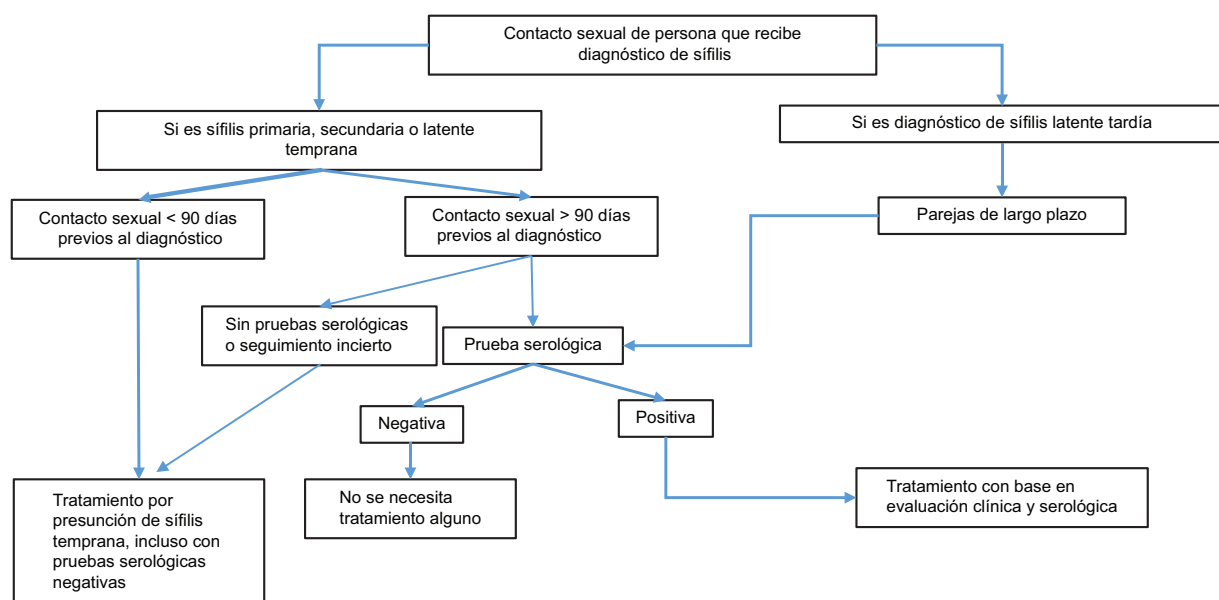 Contacto sexual de persona que recibe
diagnóstico de sífilis
Si es sífilis primaria, secundaria o latente
temprana
Si es diagnóstico de sífilis latente tardía
Contacto sexual < 90 días
previos al diagnóstico
Contacto sexual > 90 días
previos al diagnóstico
Parejas de largo plazo
Sin pruebas serológicas
o seguimiento incierto
Prueba serológica
Negativa
Positiva
Tratamiento por
presunción de sífilis
temprana, incluso con
pruebas serológicas
negativas
No se necesita
tratamiento alguno
Tratamiento con base en
evaluación clínica y serológica